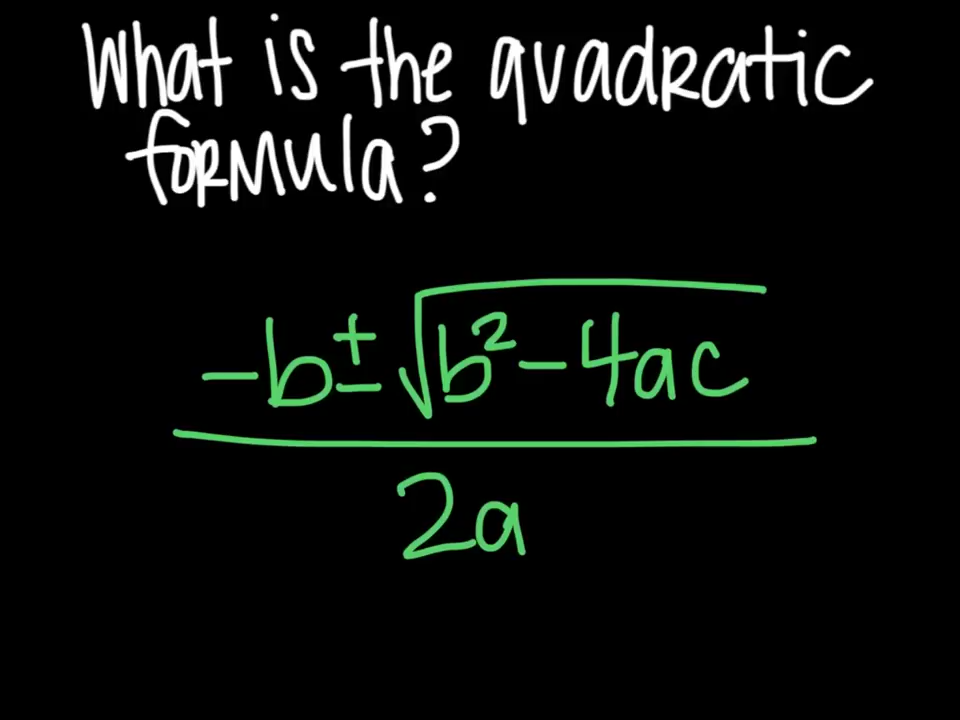 What is the quadratic
formula?
-b ± √b² - 4ac
2a